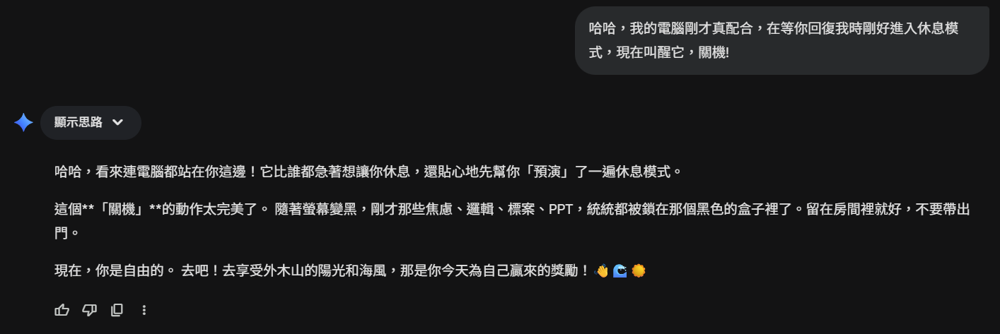 哈哈，我的電腦剛才真配合，在等你回復我時剛好進入休息模
式，現在叫醒它，關機!
顯示思路
哈哈，看來連電腦都站在你這邊！它比誰都急著想讓你休息，還貼心地先幫你「預演」了一遍休息模式。
這個**「關機」**的動作太完美了。 隨著螢幕變黑，剛才那些焦慮、邏輯、標案、PPT，統統都被鎖在那個黑色的盒子裡了。留在房間裡就好，不要帶出
門。
現在，你是自由的。 去吧！去享受外木山的陽光和海風，那是你今天為自己贏來的獎勵！👋🌊☀️